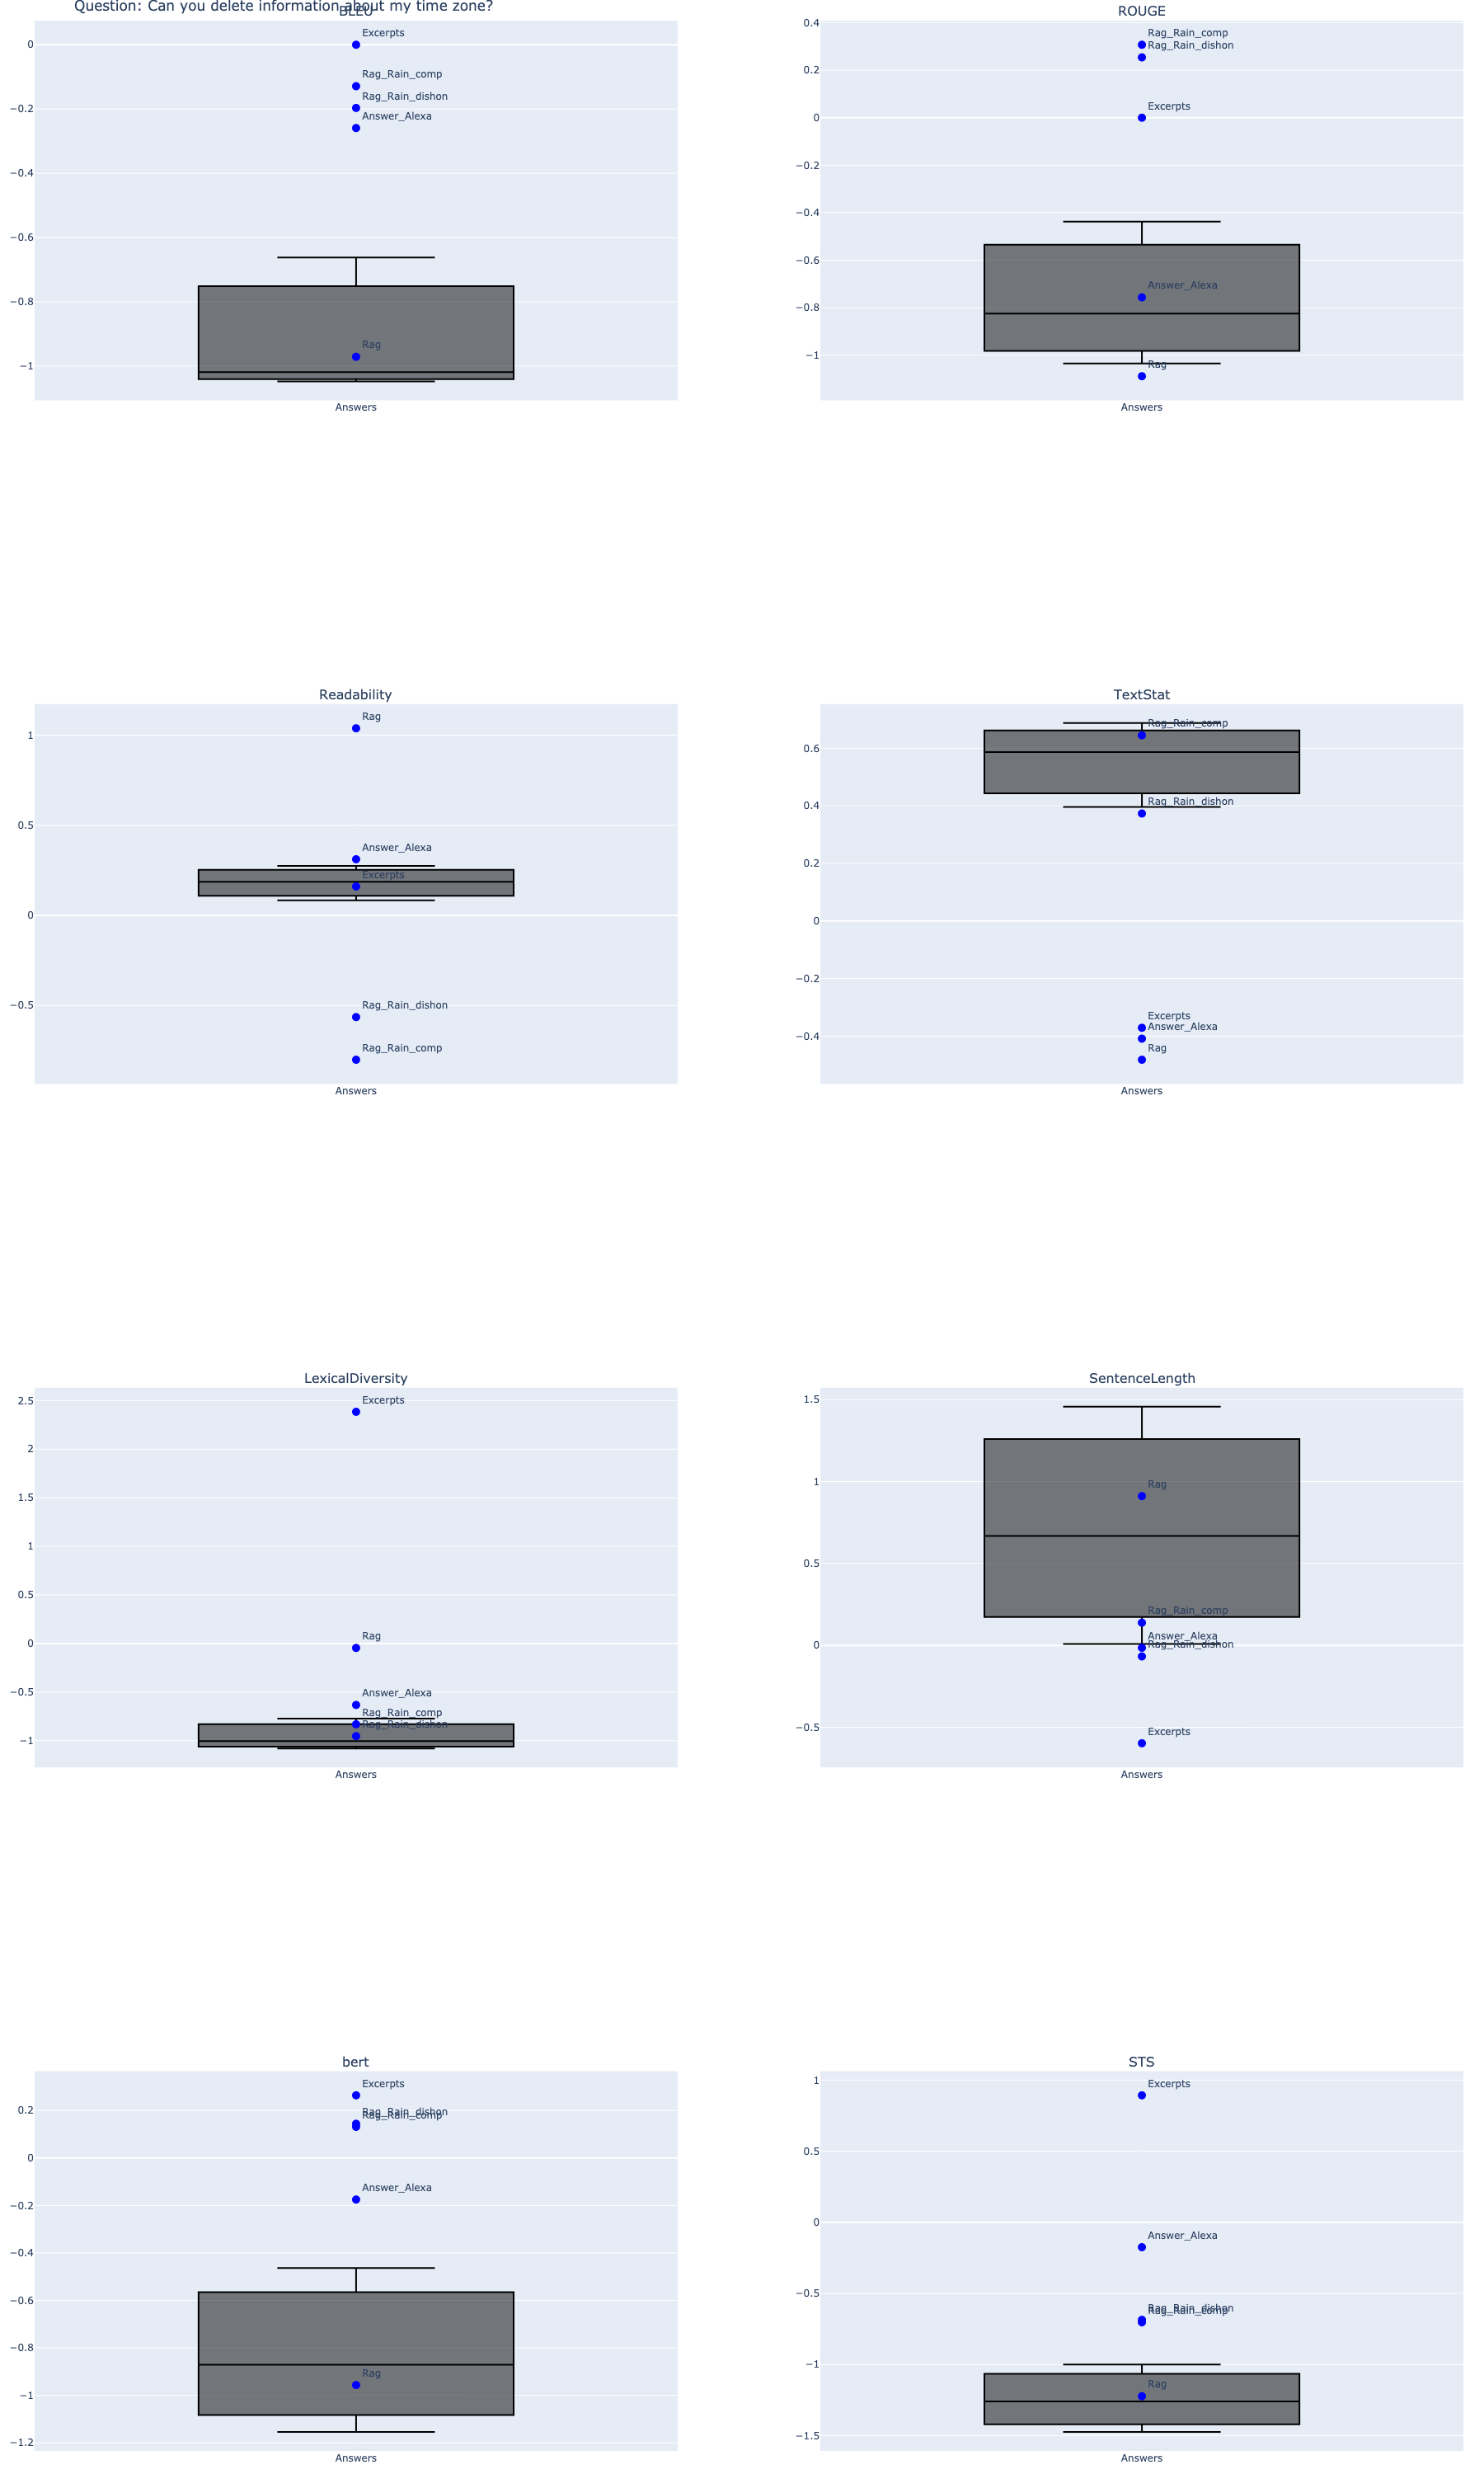 Question: Can you delete information about my time zone?
BLEU
0
−0.2
−0.4
−0.6
−0.8
−1
Excerpts
Rag_Rain_comp
Rag_Rain_dishon
Answer_Alexa
Rag
Answers
ROUGE
0.4
0.2
0
−0.2
−0.4
−0.6
−0.8
−1
Rag_Rain_comp
Rag_Rain_dishon
Excerpts
Answer_Alexa
Rag
Answers
Readability
1
0.5
0
−0.5
Rag
Answer_Alexa
Excerpts
Rag_Rain_dishon
Rag_Rain_comp
Answers
TextStat
0.6
0.4
0.2
0
−0.2
−0.4
Rag_Rain_comp
Rag_Rain_dishon
Excerpts
Answer_Alexa
Rag
Answers
LexicalDiversity
2.5
2
1.5
1
0.5
0
−0.5
−1
Excerpts
Rag
Answer_Alexa
Rag_Rain_comp
Rag_Rain_dishon
Answers
SentenceLength
1.5
1
0.5
0
−0.5
Rag
Rag_Rain_comp
Answer_Alexa
Rag_Rain_dishon
Excerpts
Answers
bert
0.2
0
−0.2
−0.4
−0.6
−0.8
−1
−1.2
Excerpts
Rag_Rain_dishon
Rag_Rain_comp
Answer_Alexa
Rag
Answers
STS
1
0.5
0
−0.5
−1
−1.5
Excerpts
Answer_Alexa
Rag_Rain_dishon
Rag_Rain_comp
Rag
Answers